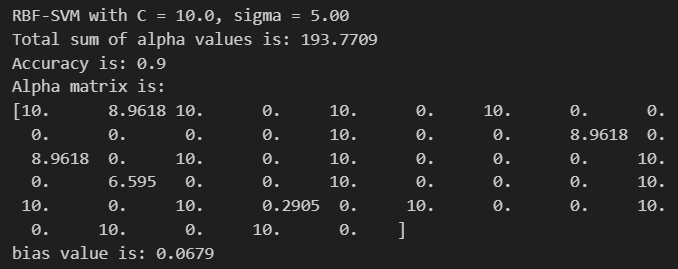 RBF-SVM with C = 10.0, sigma = 5.00
Total sum of alpha values is: 193.7709
Accuracy is: 0.9
Alpha matrix is:
[10.     8.9618 10.     0.     10.     0.     10.     0.     0.
0.     0.     0.     0.     10.     0.     0.     8.9618 0.
8.9618 0.     10.     0.     10.     0.     0.     0.     10.
0.     6.595  0.     0.     10.     0.     0.     0.     0.
10.     0.     10.     0.2905 0.     10.     0.     0.     10.
0.     10.     0.     10.     0.     ]
bias value is: 0.0679